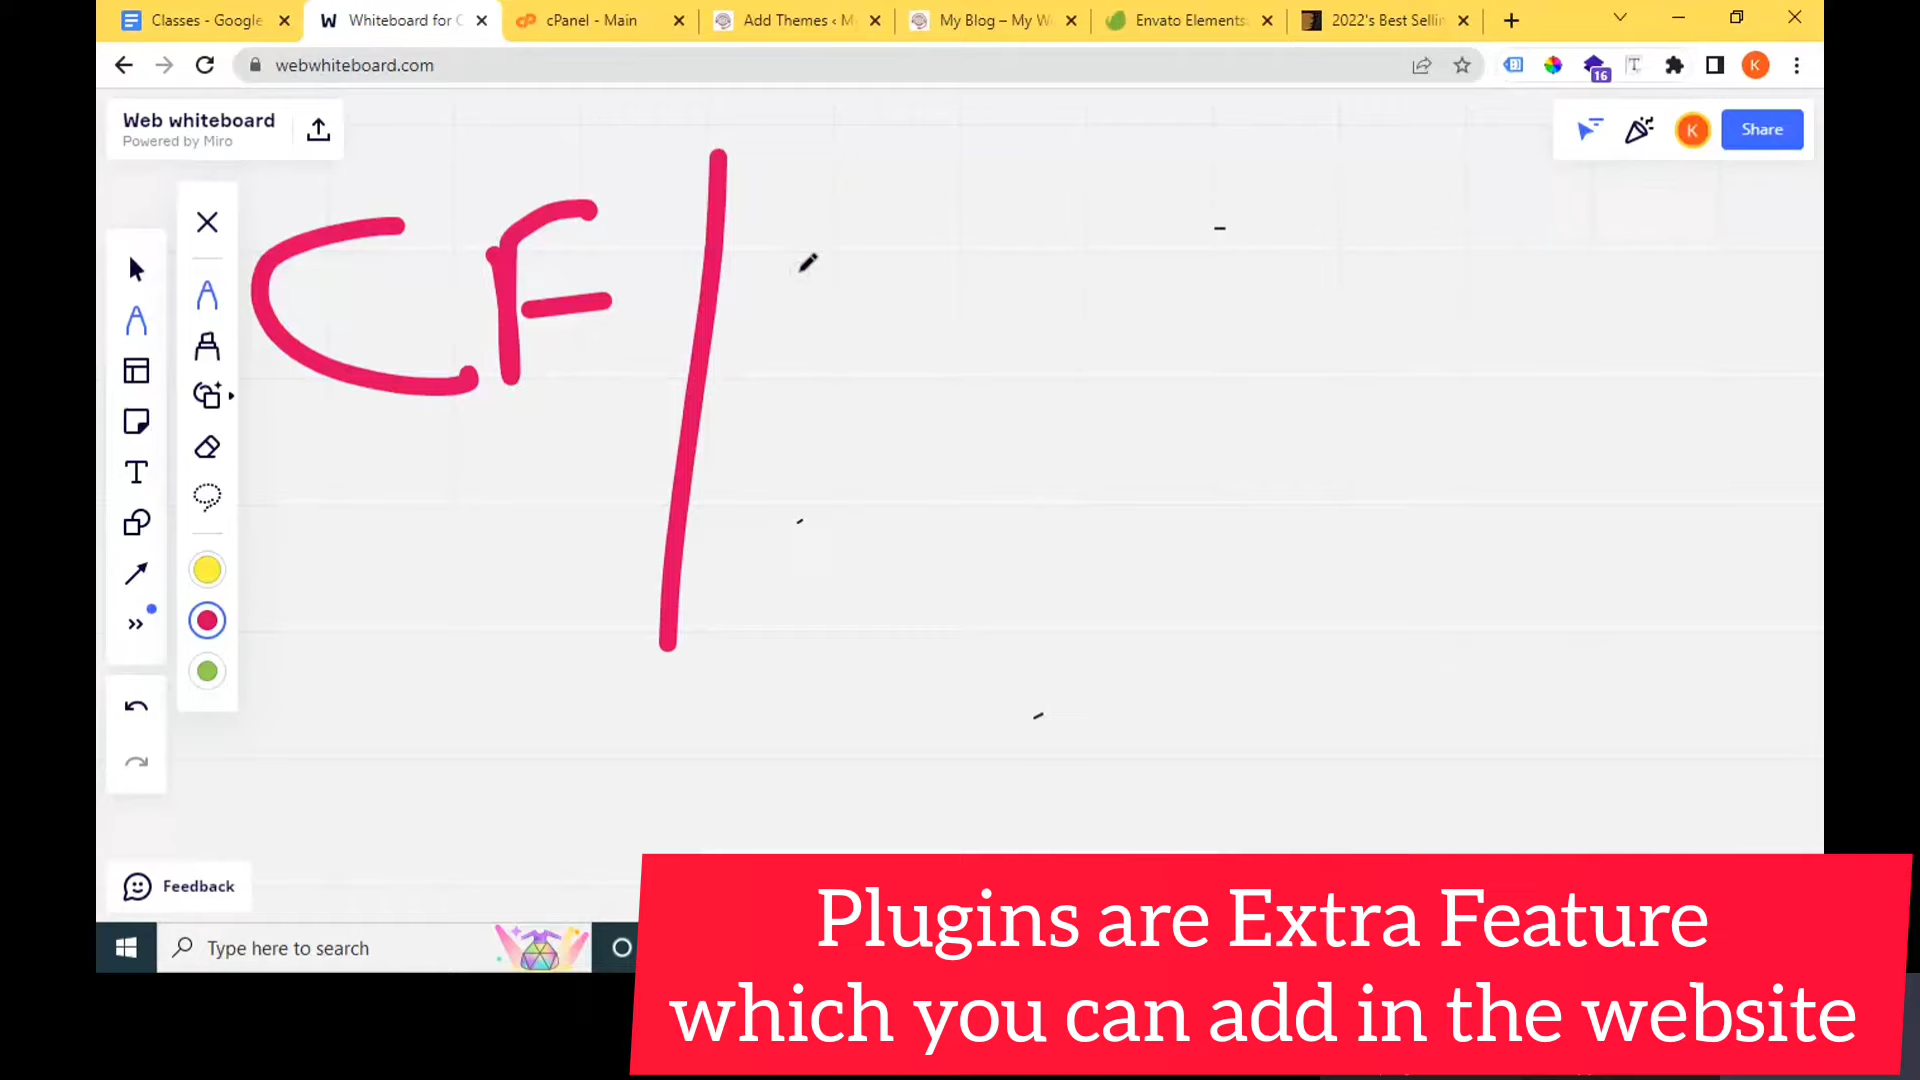 Classes - Google
Whiteboard for C
cPanel - Main
Add Themes ‹ M
My Blog – My W
Envato Elements
2022's Best Sellin
webwhiteboard.com
16
K
Web whiteboard
Powered by Miro
K
Share
CF
T
Feedback
Type here to search
Plugins are Extra Feature
which you can add in the website